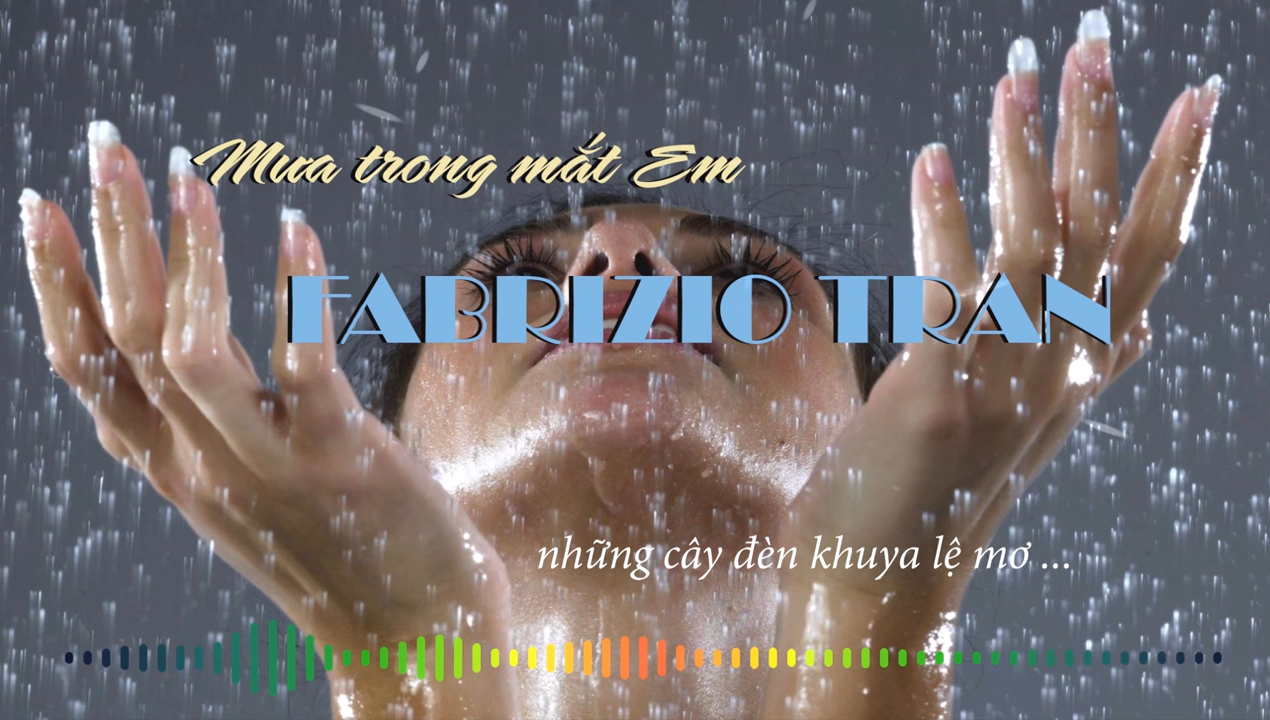 Mưa trong mắt Em
FABRIZIO TRAN
những cây đèn khuya lệ mơ ...